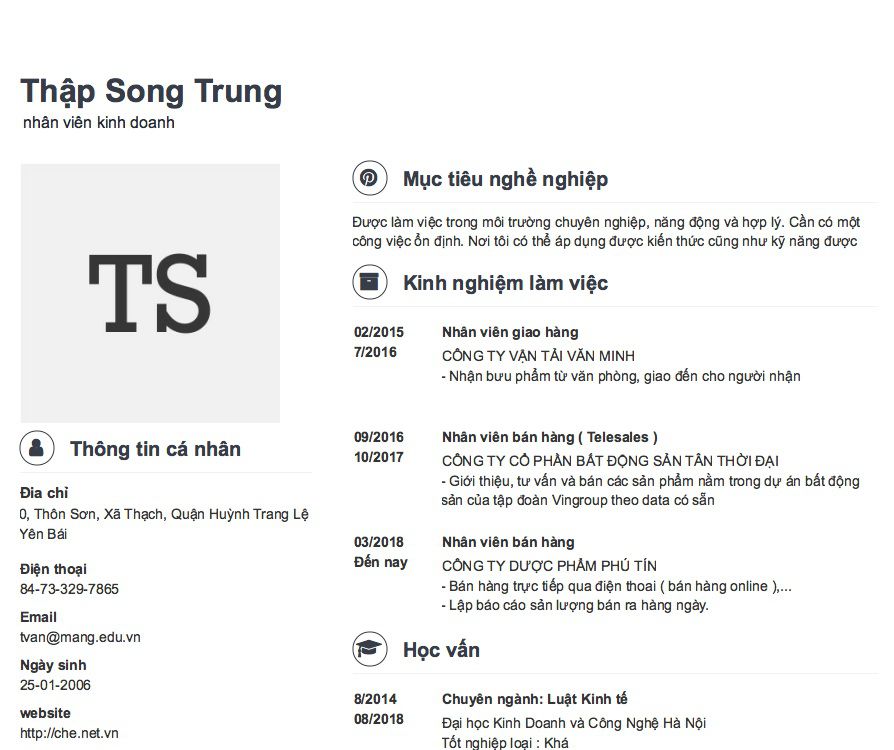 Thập Song Trung
nhân viên kinh doanh
TS
Thông tin cá nhân
Đia chỉ
0, Thôn Sơn, Xã Thạch, Quận Huỳnh Trang Lệ
Yên Bái
Điện thoại
84-73-329-7865
Email
tvan@mang.edu.vn
Ngày sinh
25-01-2006
website
http://che.net.vn
Mục tiêu nghề nghiệp
Được làm việc trong môi trường chuyên nghiệp, năng động và hợp lý. Cần có một
công việc ổn định. Nơi tôi có thể áp dụng được kiến thức cũng như kỹ năng được
Kinh nghiệm làm việc
02/2015 Nhân viên giao hàng
7/2016 CÔNG TY VẬN TẢI VĂN MINH
- Nhận bưu phẩm từ văn phòng, giao đến cho người nhận
09/2016 Nhân viên bán hàng ( Telesales )
10/2017 CÔNG TY CỔ PHẦN BẤT ĐỘNG SẢN TÂN THỜI ĐẠI
- Giới thiệu, tư vấn và bán các sản phẩm nằm trong dự án bất động
sản của tập đoàn Vingroup theo data có sẵn
03/2018 Nhân viên bán hàng
Đến nay CÔNG TY DƯỢC PHẨM PHÚ TÍN
- Bán hàng trực tiếp qua điện thoai ( bán hàng online ),...
- Lập báo cáo sản lượng bán ra hàng ngày.
Học vấn
8/2014 Chuyên ngành: Luật Kinh tế
08/2018 Đại học Kinh Doanh và Công Nghệ Hà Nội
Tốt nghiệp loại : Khá